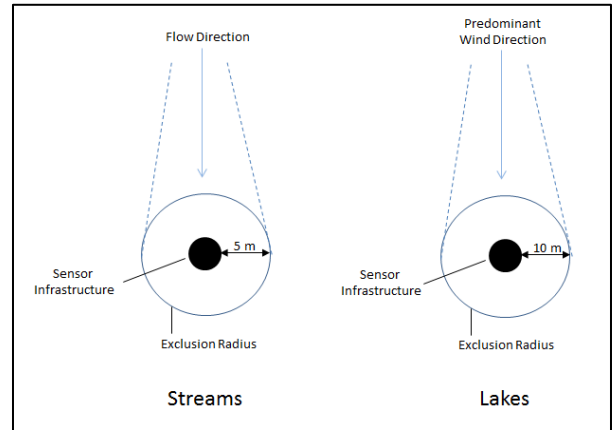 Flow Direction
5 m
Sensor
Infrastructure
Exclusion Radius
Streams
Predominant
Wind Direction
10 m
Sensor
Infrastructure
Exclusion Radius
Lakes